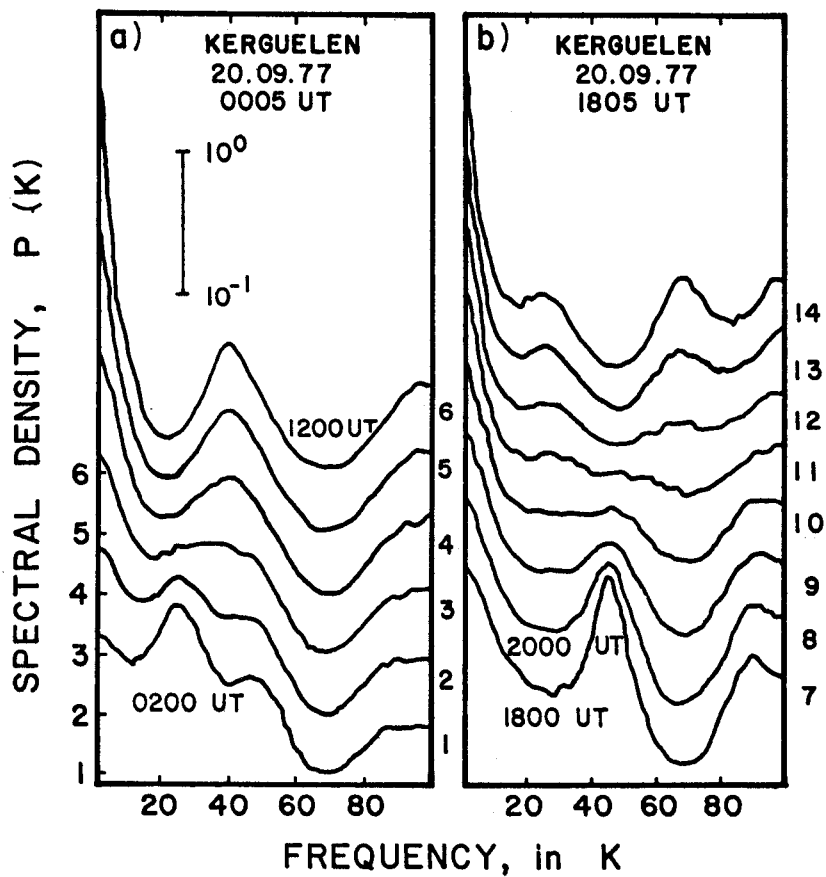 a)
KERGUELEN
20.09.77
0005 UT
10⁰
10⁻¹
1200 UT
0200 UT
b)
KERGUELEN
20.09.77
1805 UT
2000 UT
1800 UT
SPECTRAL DENSITY, P (K)
6
5
4
3
2
1
6
5
4
3
2
1
14
13
12
11
10
9
8
7
20 40 60 80
20 40 60 80
FREQUENCY, in K